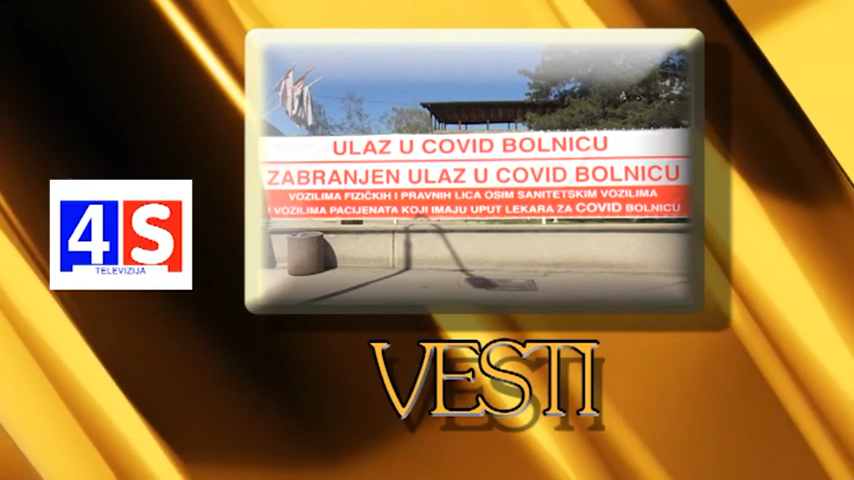 ULAZ U COVID BOLNICU
ZABRANJEN ULAZ U COVID BOLNICU
VOZILIMA FIZIČKIH I PRAVNIH LICA OSIM SANITETSKIM VOZILIMA
I VOZILIMA PACIJENATA KOJI IMAJU UPUT LEKARA ZA COVID BOLNICU
4S
TELEVIZIJA
VESTI